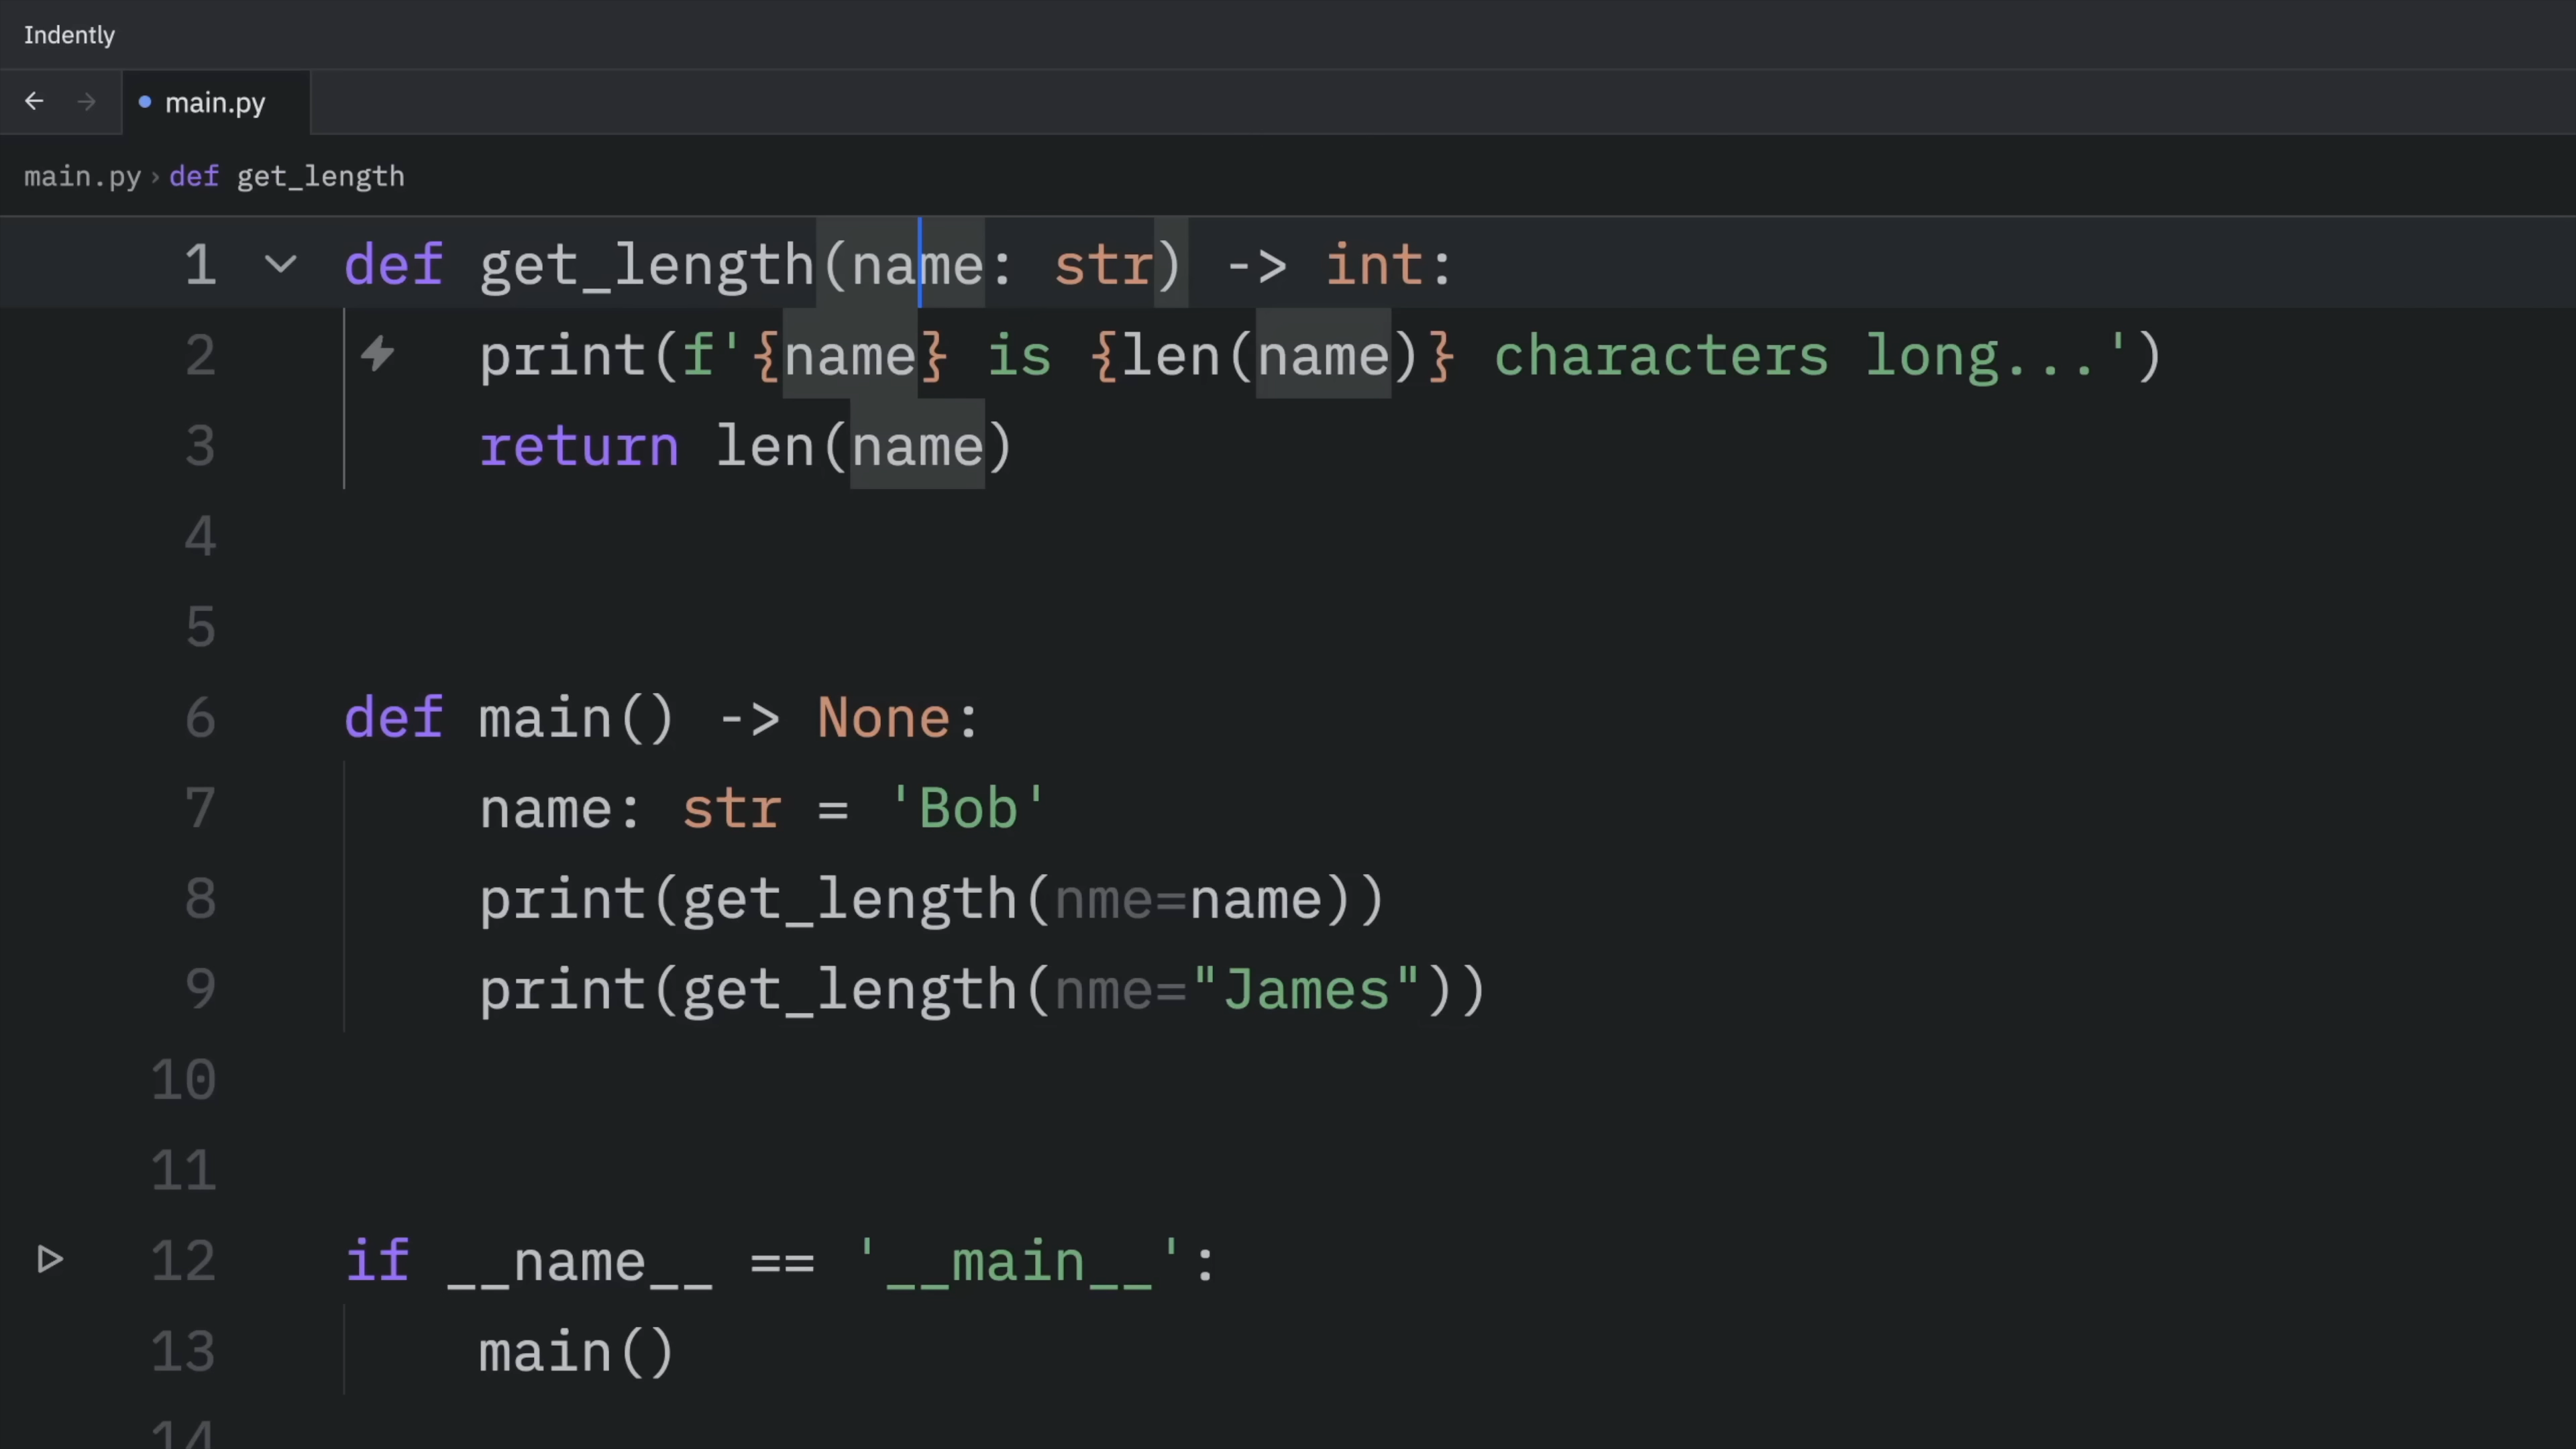 Indently
main.py
main.py › def get_length
1 def get_length(name: str) -> int:
2 print(f'{name} is {len(name)} characters long...')
3 return len(name)
4
5
6 def main() -> None:
7 name: str = 'Bob'
8 print(get_length(nme=name))
9 print(get_length(nme="James"))
10
11
12 if __name__ == '__main__':
13 main()
14